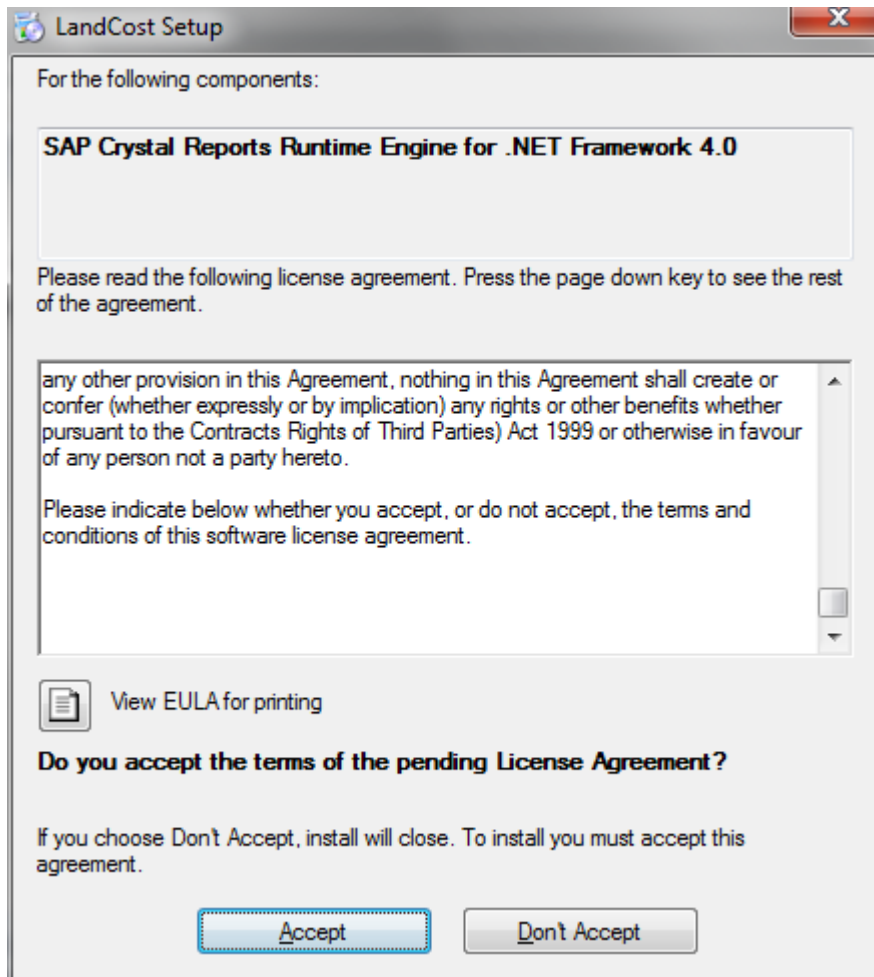 LandCost Setup
For the following components:
SAP Crystal Reports Runtime Engine for .NET Framework 4.0
Please read the following license agreement. Press the page down key to see the rest
of the agreement.
any other provision in this Agreement, nothing in this Agreement shall create or
confer (whether expressly or by implication) any rights or other benefits whether
pursuant to the Contracts Rights of Third Parties) Act 1999 or otherwise in favour
of any person not a party hereto.
Please indicate below whether you accept, or do not accept, the terms and
conditions of this software license agreement.
View EULA for printing
Do you accept the terms of the pending License Agreement?
If you choose Don't Accept, install will close. To install you must accept this
agreement.
Accept Don't Accept